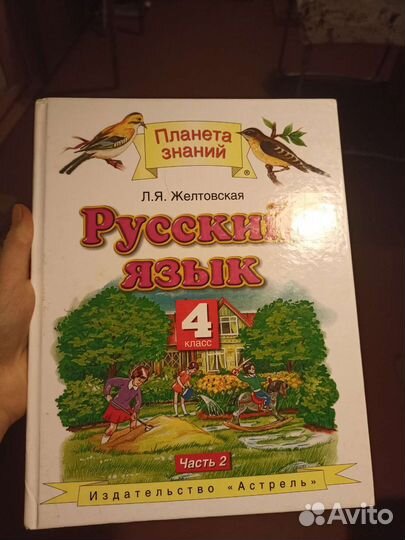 Планета
знаний
®
Л.Я. Желтовская
Русский
язык
4
класс
Часть 2
Издательство «Астрель»
Avito